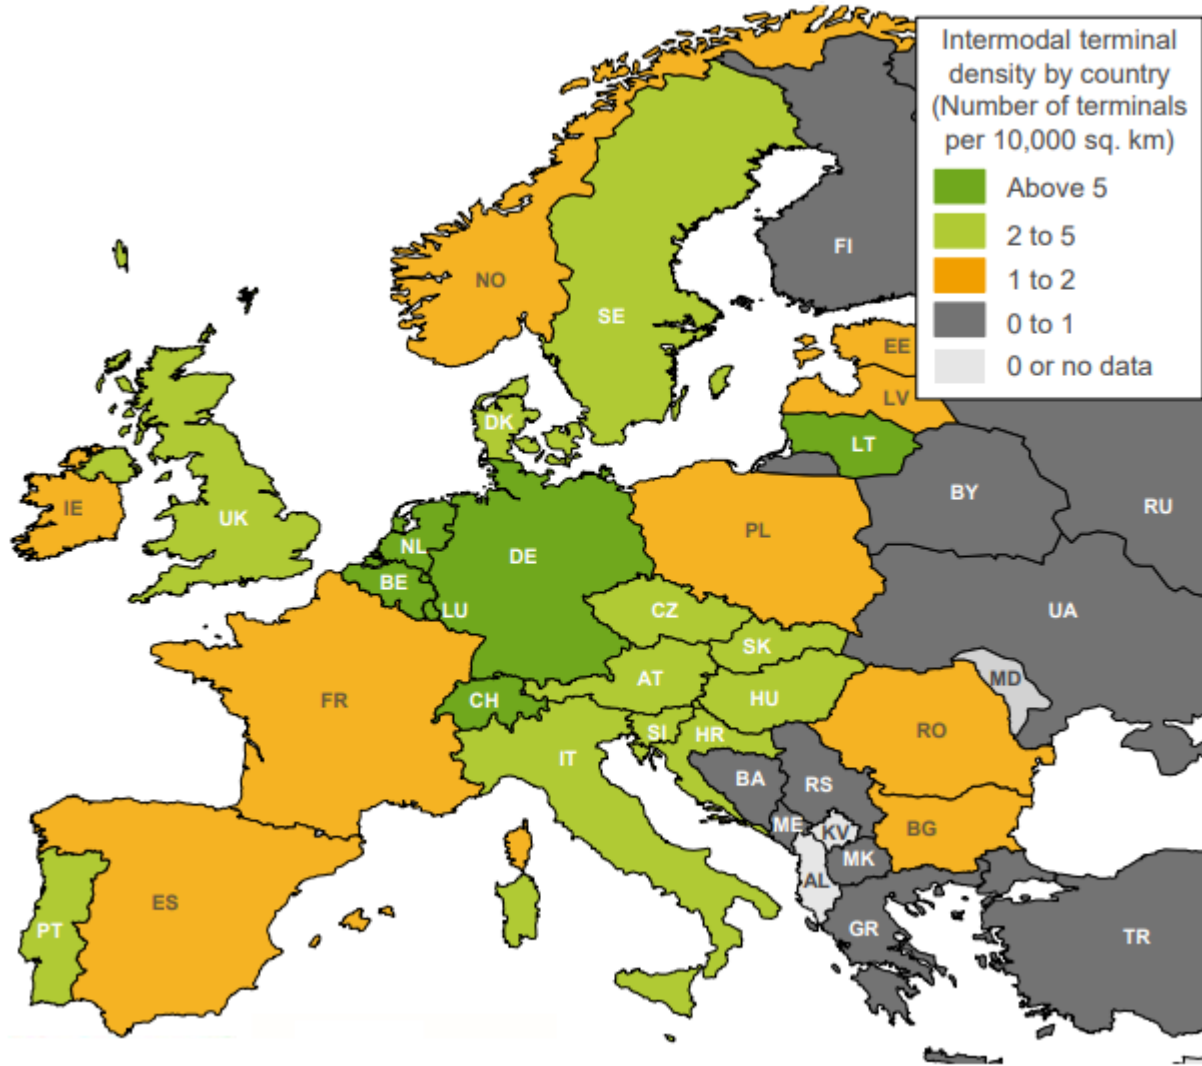 Intermodal terminal
density by country
(Number of terminals
per 10,000 sq. km)
Above 5
2 to 5
1 to 2
0 to 1
0 or no data
FI
NO
SE
EE
LV
DK
LT
IE
UK
BY
RU
NL
DE
PL
BE
LU
CZ
UA
SK
AT
MD
FR
CH
HU
SI
HR
RO
IT
BA
RS
ME
KV
BG
MK
AL
ES
PT
GR
TR